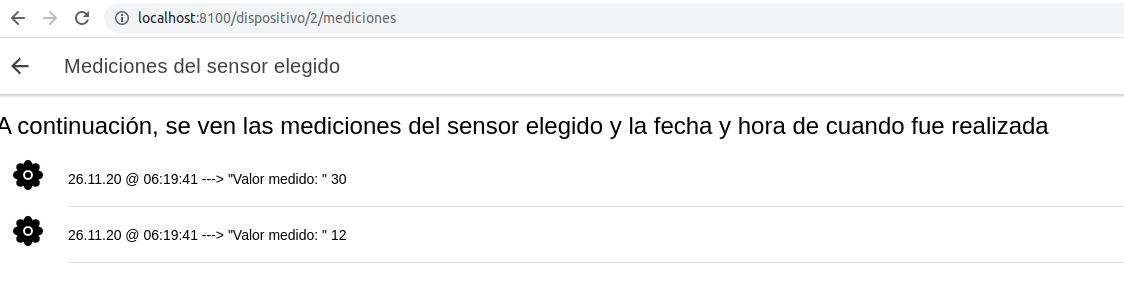 localhost:8100/dispositivo/2/mediciones
Mediciones del sensor elegido
A continuación, se ven las mediciones del sensor elegido y la fecha y hora de cuando fue realizada
26.11.20 @ 06:19:41 ---> "Valor medido: " 30
26.11.20 @ 06:19:41 ---> "Valor medido: " 12